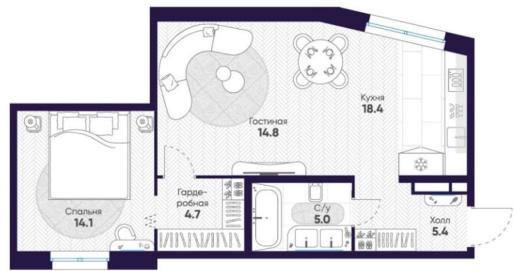 Кухня
18.4
Гостиная
14.8
Гарде-
робная
4.7
Спальня
14.1
С/у
5.0
Холл
5.4